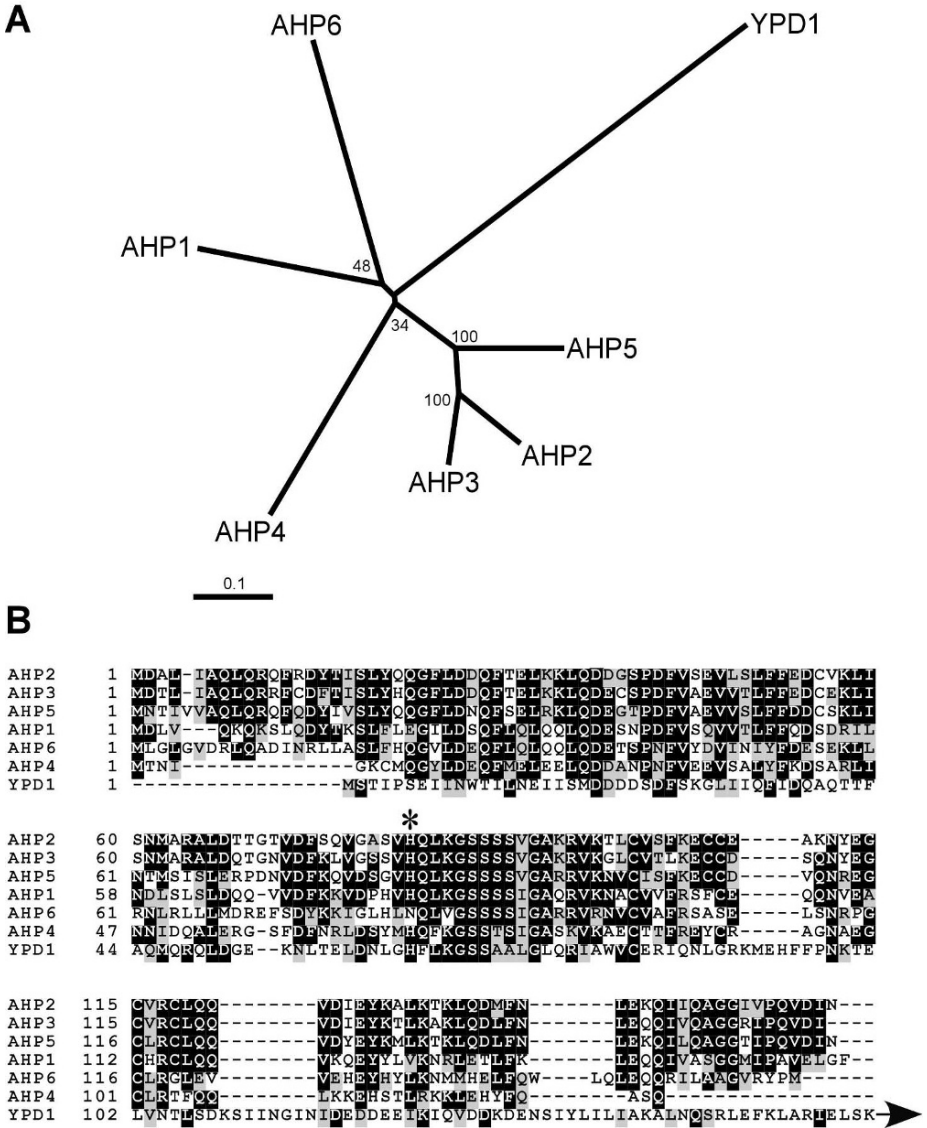 A
AHP6
YPD1
AHP1
48
34
100
AHP5
100
AHP2
AHP3
AHP4
0.1
B
AHP2 1 MDAL-IAQLQRQFRDYTISLYQQGFLDDQFTELKKLQDDGSPDFVSEVLSLFFEDCVKLI
AHP3 1 MDTL-IAQLQRRFCDFTISLYHQGFLDDQFTELKKLQDECSPDFVAEVVSLFFEDCEKLI
AHP5 1 MNTIVVAQLQRQFQDYIVSLYQQGFLDNQFSELRKLQDEGTPDFVAEVVSLFFDDCSKLI
AHP1 1 MDLV---QKQKSLQDYTKSLFLEGILDSQFLQLQQLQDESNPDFVSQVVTLFFQDSDRIL
AHP6 1 MLGLGVDRLQADINRLLASLFHQGVLDEQFLQLQQLQDETSPNFVYDVINIYFDESEKLL
AHP4 1 MTNL--------------GKCMQGYLDEQFMELEELQDDANPNFVEEVSALYFKDSARLI
YPD1 1 -----------------MSTIPSEIINWTILNEIISMDDDDSDFSKGLIIQFIDQAQTTF
*
AHP2 60 SNMARALDTTGTVDFSQVGASVHQLKGSSSSVGAKRVKTLCVSFKECCE-----AKNYEG
AHP3 60 SNMARALDQTGNVDFKLVGSSVHQLKGSSSSVGAKRVKGLCVTLKECCD-----SQNYEG
AHP5 61 NTMSISLERPDNVDFKQVDSGVHQLKGSSSSVGARRVKNVCISFKECCD-----VQNREG
AHP1 58 NDLSLSLDQQ-VVDFKKVDPHVHQLKGSSSSIGAQRVKNACVVFRSFCE-----QQNVEA
AHP6 61 RNLRLLLMDREFSDYKKIGLHLNQLVGSSSSIGARRVRNVCVAFRSASE-----LSNRPG
AHP4 47 NNIDQALERG-SFDFNRLDSYMHQFKGSSTSIGASKVKAECTTFREYCR-----AGNAEG
YPD1 44 AQMQRQLDGE--KNLTELDNLGHFLKGSSAALGLQRIAWVCERIQNLGRKMEHFFPNKTE
AHP2 115 CVRCLQQ--------VDIEYKALKTKLQDMFN-------LEKQIIQAGGIVPQVDIN---
AHP3 115 CVRCLQQ--------VDIEYKTLKAKLQDLFN-------LEQQIVQAGGRIPQVDI----
AHP5 116 CLRCLQQ--------VDYEYKMLKTKLQDLFN-------LEKQIIQAGGTIPQVDIN---
AHP1 112 CHRCLQQ--------VKQEYYLVKNRLETLFK-------LEQQIVASGGMIPAVELGF--
AHP6 116 CLRGLEV--------VEHEYHYLKNMMHELFQW----LQLEQQRILAAGVRYPM------
AHP4 101 CLRTFQQ--------CKKEHSTLRKKLEHYFQ--------ASQ-----------------
YPD1 102 LVNTLSDKSIINGINIDEDDEEIKIQVDDKDENSIYLILIAKALNQSRLEFKLARIELSK